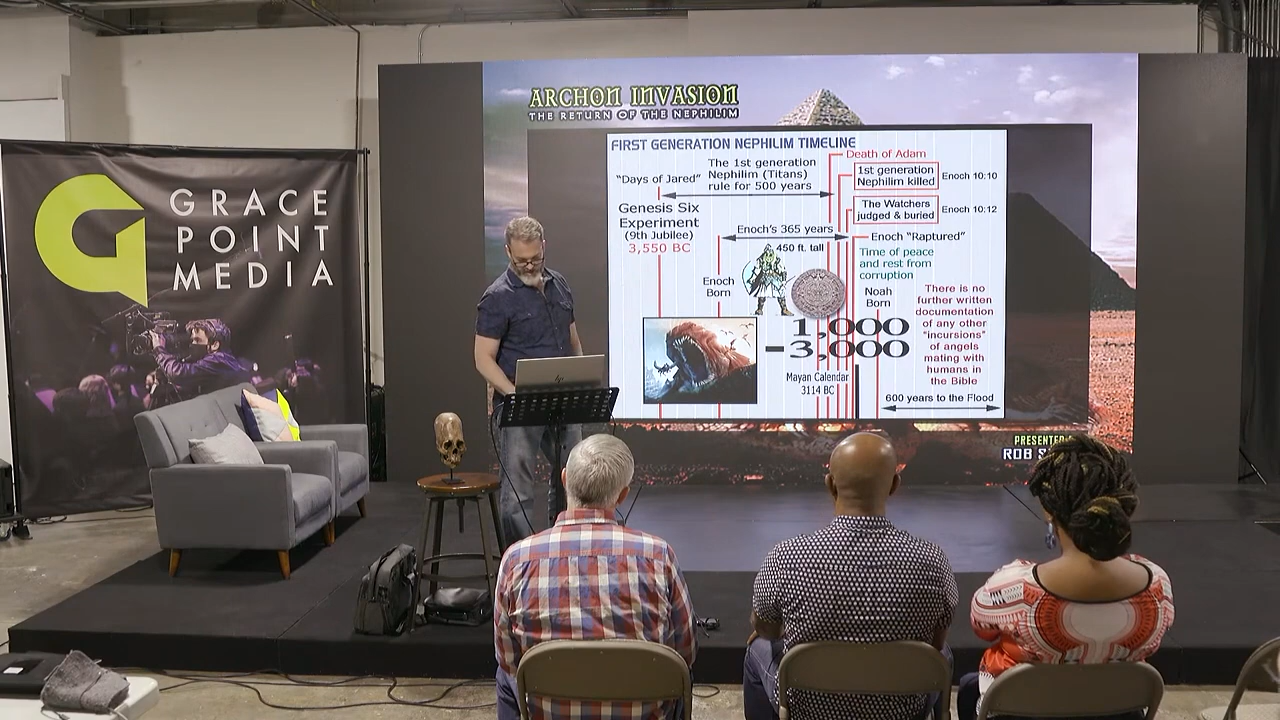 GRACE
POINT
MEDIA
ARCHON INVASION
THE RETURN OF THE NEPHILIM
FIRST GENERATION NEPHILIM TIMELINE
Death of Adam
"Days of Jared"
The 1st generation
Nephilim (Titans)
rule for 500 years
1st generation
Nephilim killed
Enoch 10:10
Genesis Six
Experiment
(9th Jubilee)
3,550 BC
The Watchers
judged & buried
Enoch 10:12
Enoch's 365 years
Enoch "Raptured"
450 ft. tall
Time of peace
and rest from
corruption
Enoch
Born
Noah
Born
There is no
further written
documentation
of any other
"incursions"
of angels
mating with
humans in
the Bible
1,000
-3,000
Mayan Calendar
3114 BC
600 years to the Flood
PRESENTED
ROB
hp